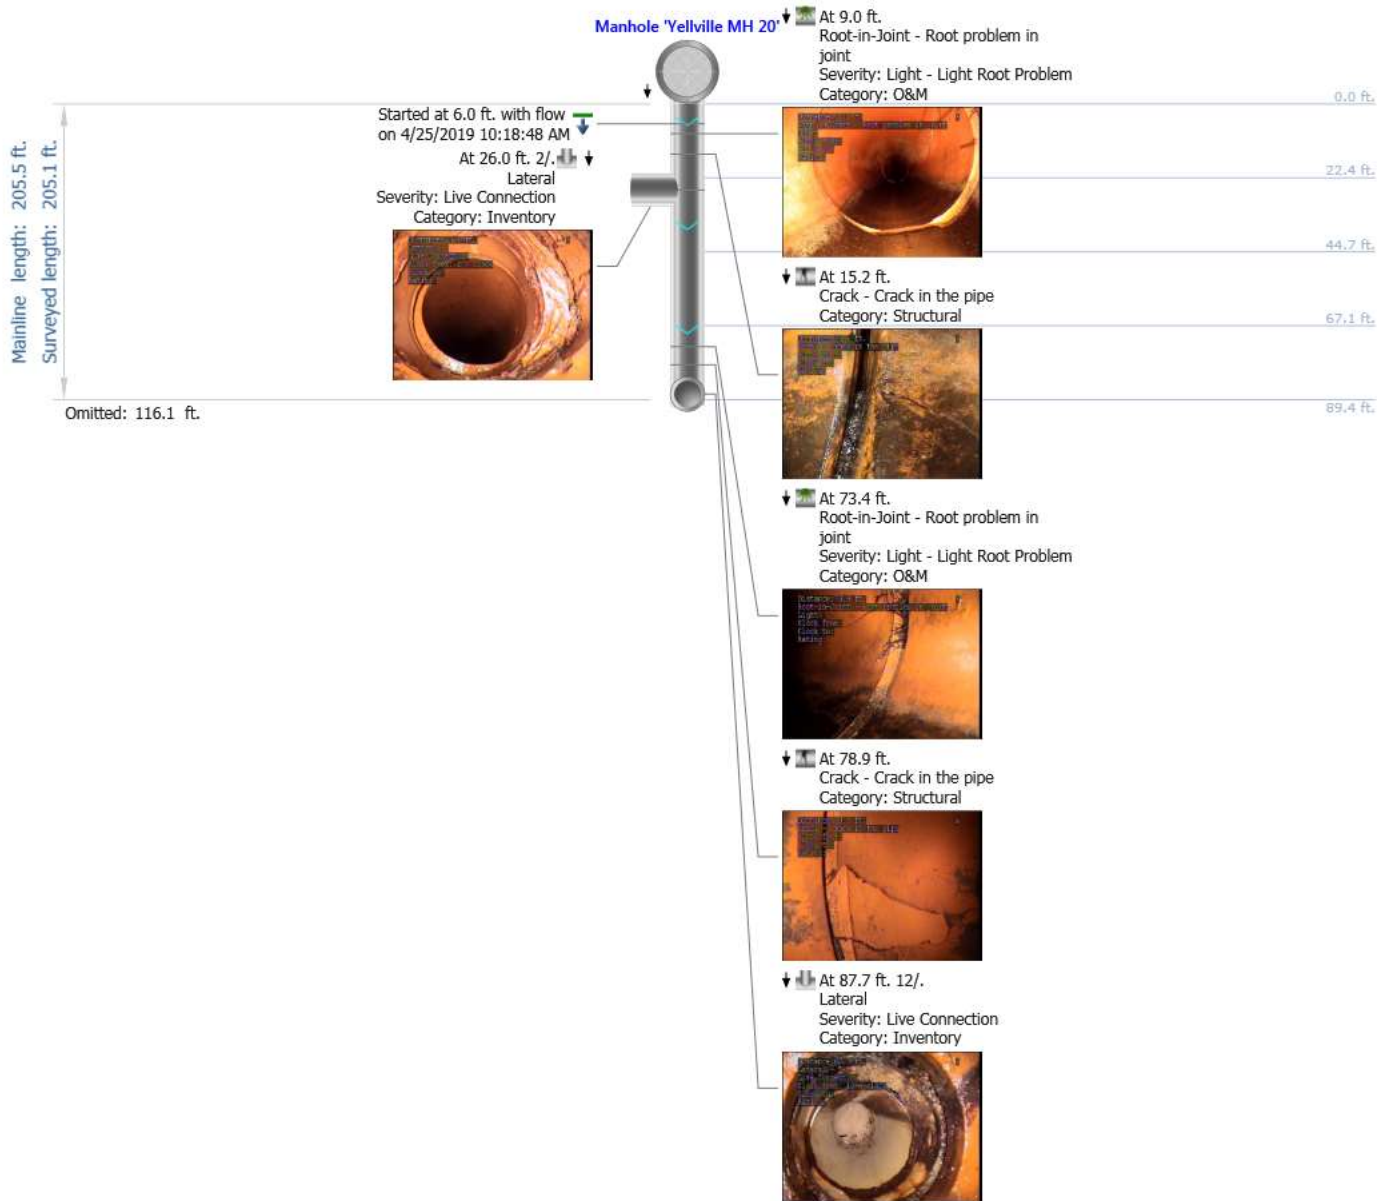 Manhole 'Yellville MH 20'
At 9.0 ft.
Root-in-Joint - Root problem in
joint
Severity: Light - Light Root Problem
Category: O&M
0.0 ft.
Started at 6.0 ft. with flow
on 4/25/2019 10:18:48 AM
At 26.0 ft. 2/.
Lateral
Severity: Live Connection
Category: Inventory
Mainline length: 205.5 ft.
Surveyed length: 205.1 ft.
22.4 ft.
44.7 ft.
At 15.2 ft.
Crack - Crack in the pipe
Category: Structural
67.1 ft.
89.4 ft.
Omitted: 116.1 ft.
At 73.4 ft.
Root-in-Joint - Root problem in
joint
Severity: Light - Light Root Problem
Category: O&M
At 78.9 ft.
Crack - Crack in the pipe
Category: Structural
At 87.7 ft. 12/.
Lateral
Severity: Live Connection
Category: Inventory